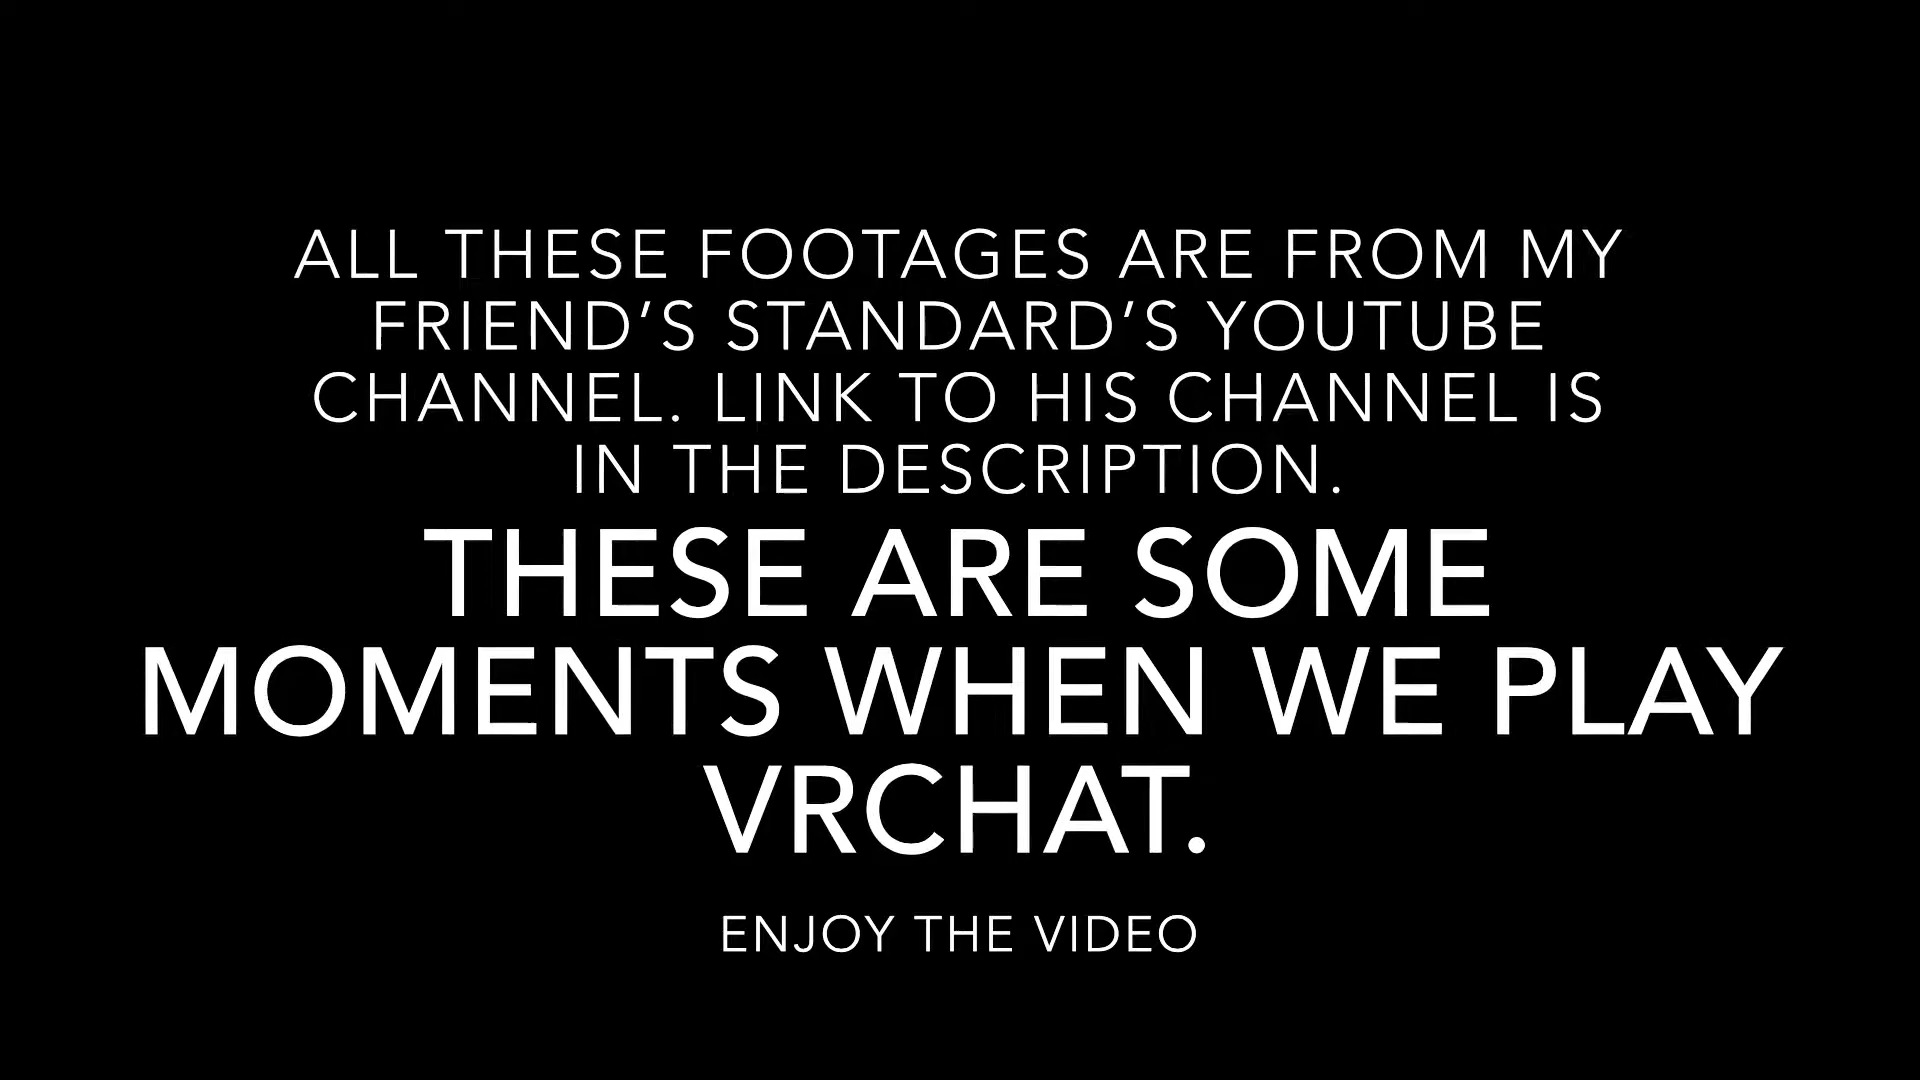 ALL THESE FOOTAGES ARE FROM MY
FRIEND’S STANDARD’S YOUTUBE
CHANNEL. LINK TO HIS CHANNEL IS
IN THE DESCRIPTION.
THESE ARE SOME
MOMENTS WHEN WE PLAY
VRCHAT.
ENJOY THE VIDEO